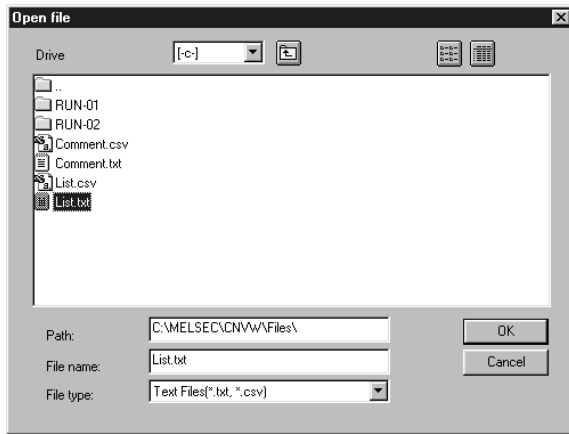 Open file
Drive [-c-]
..
RUN-01
RUN-02
Comment.csv
Comment.txt
List.csv
List.txt
Path: C:\MELSEC\CNVW\Files\ OK
File name: List.txt Cancel
File type: Text Files(*.txt, *.csv)